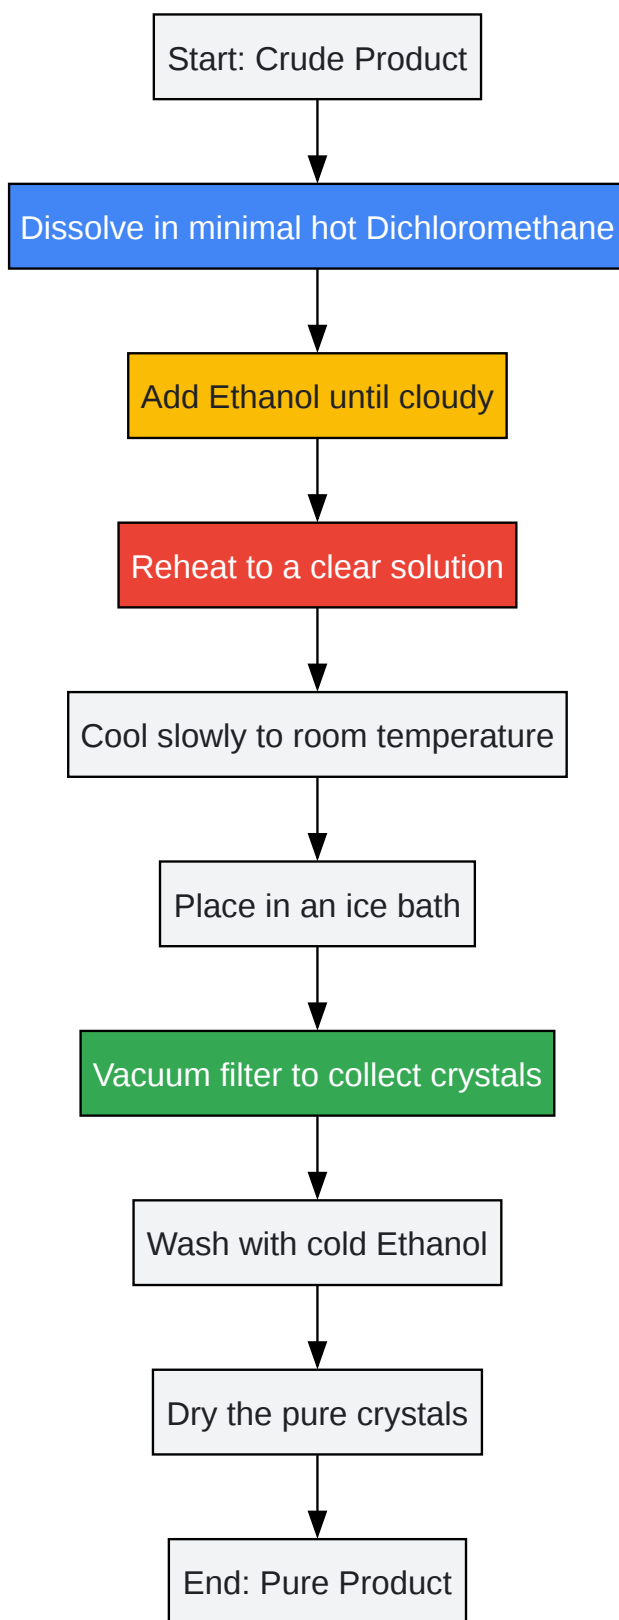 Start: Crude Product
Dissolve in minimal hot Dichloromethane
Add Ethanol until cloudy
Reheat to a clear solution
Cool slowly to room temperature
Place in an ice bath
Vacuum filter to collect crystals
Wash with cold Ethanol
Dry the pure crystals
End: Pure Product